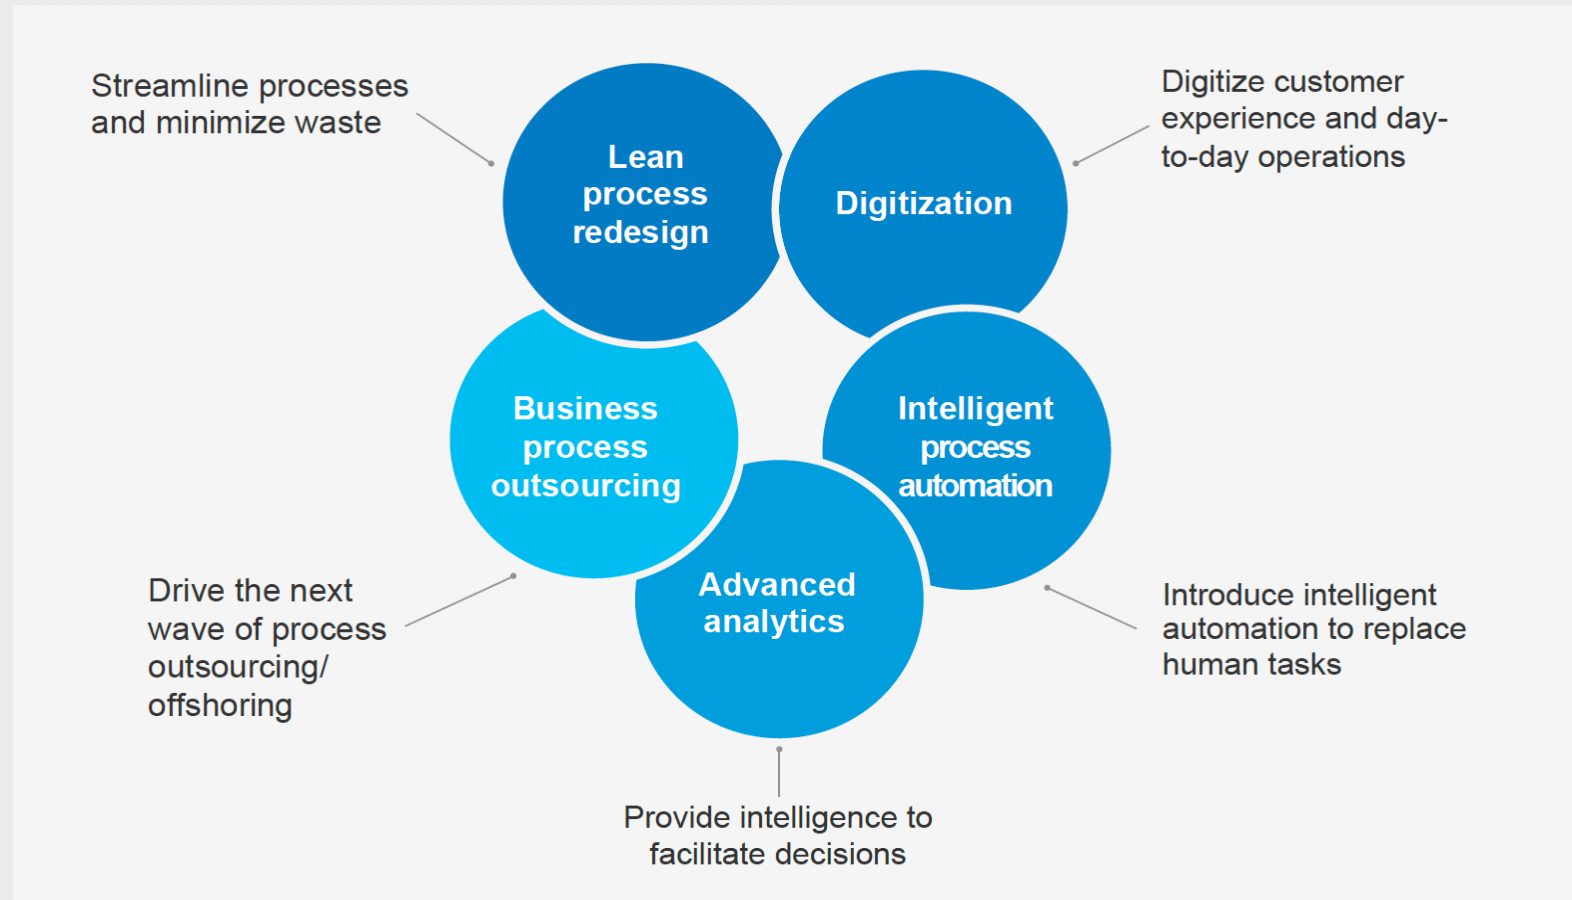 Streamline processes
and minimize waste
Lean
process
redesign
Digitization
Digitize customer
experience and day-
to-day operations
Business
process
outsourcing
Intelligent
process
automation
Advanced
analytics
Drive the next
wave of process
outsourcing/
offshoring
Introduce intelligent
automation to replace
human tasks
Provide intelligence to
facilitate decisions